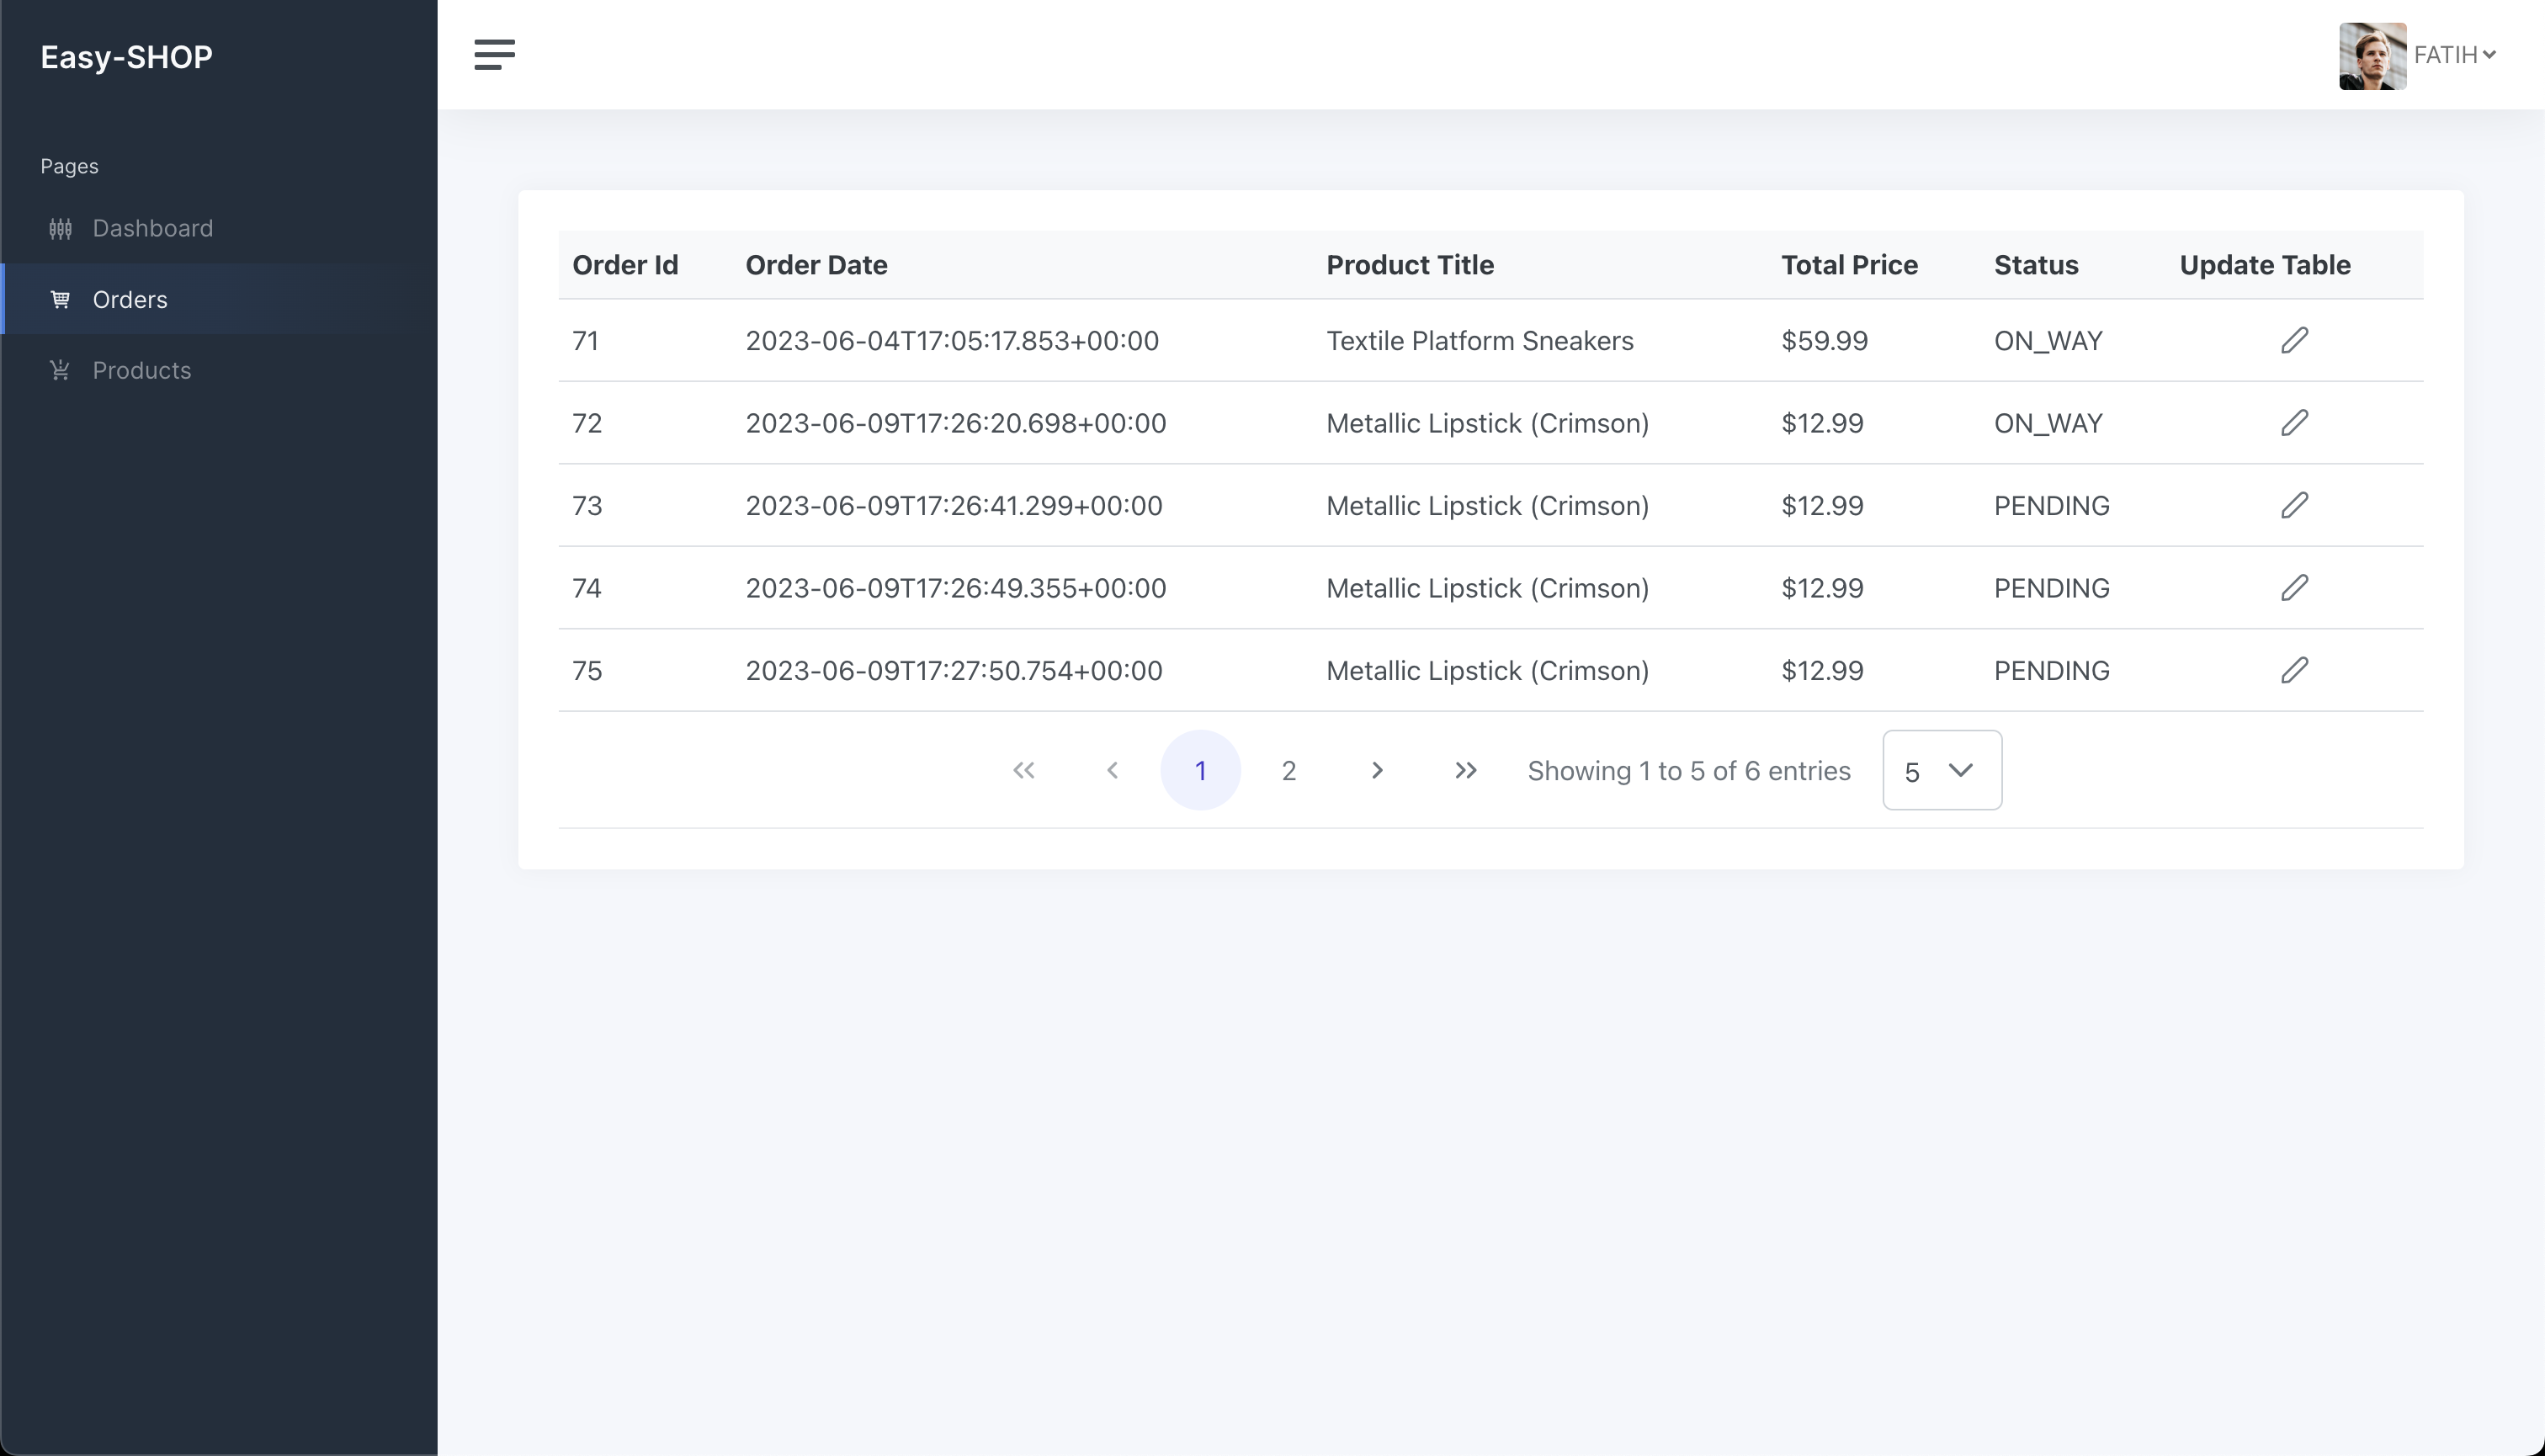 Easy-SHOP
FATIH
Pages
Dashboard
Orders
Products
Order Id Order Date Product Title Total Price Status Update Table
71 2023-06-04T17:05:17.853+00:00 Textile Platform Sneakers $59.99 ON_WAY
72 2023-06-09T17:26:20.698+00:00 Metallic Lipstick (Crimson) $12.99 ON_WAY
73 2023-06-09T17:26:41.299+00:00 Metallic Lipstick (Crimson) $12.99 PENDING
74 2023-06-09T17:26:49.355+00:00 Metallic Lipstick (Crimson) $12.99 PENDING
75 2023-06-09T17:27:50.754+00:00 Metallic Lipstick (Crimson) $12.99 PENDING
1 2 Showing 1 to 5 of 6 entries 5